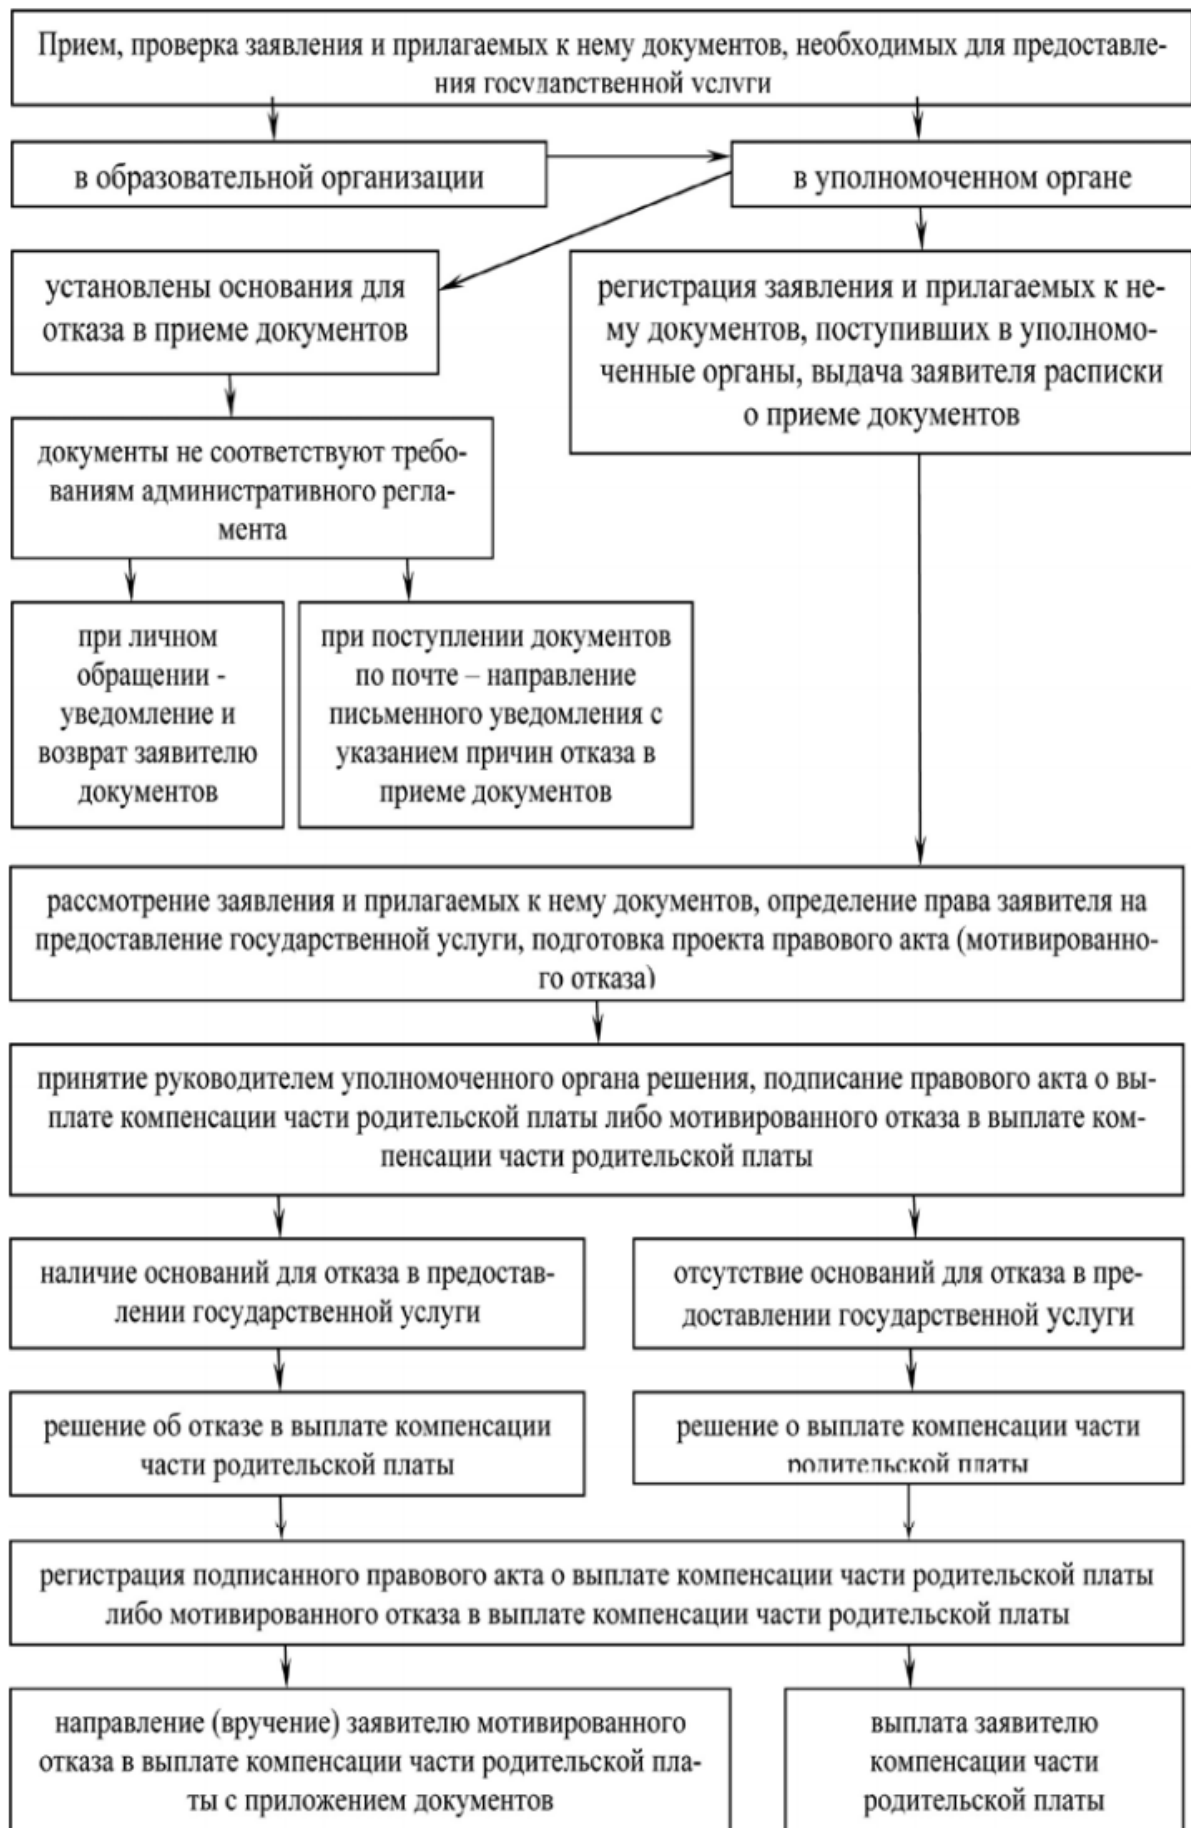 Прием, проверка заявления и прилагаемых к нему документов, необходимых для предоставле-
ния государственной услуги
в образовательной организации
в уполномоченном органе
установлены основания для
отказа в приеме документов
регистрация заявления и прилагаемых к не-
му документов, поступивших в уполномо-
ченные органы, выдача заявителя расписки
о приеме документов
документы не соответствуют требо-
ваниям административного регла-
мента
при личном
обращении -
уведомление и
возврат заявителю
документов
при поступлении документов
по почте – направление
письменного уведомления с
указанием причин отказа в
приеме документов
рассмотрение заявления и прилагаемых к нему документов, определение права заявителя на
предоставление государственной услуги, подготовка проекта правового акта (мотивированно-
го отказа)
принятие руководителем уполномоченного органа решения, подписание правового акта о вы-
плате компенсации части родительской платы либо мотивированного отказа в выплате ком-
пенсации части родительской платы
наличие оснований для отказа в предостав-
лении государственной услуги
отсутствие оснований для отказа в пре-
доставлении государственной услуги
решение об отказе в выплате компенсации
части родительской платы
решение о выплате компенсации части
родительской платы
регистрация подписанного правового акта о выплате компенсации части родительской платы
либо мотивированного отказа в выплате компенсации части родительской платы
направление (вручение) заявителю мотивированного
отказа в выплате компенсации части родительской пла-
ты с приложением документов
выплата заявителю
компенсации части
родительской платы